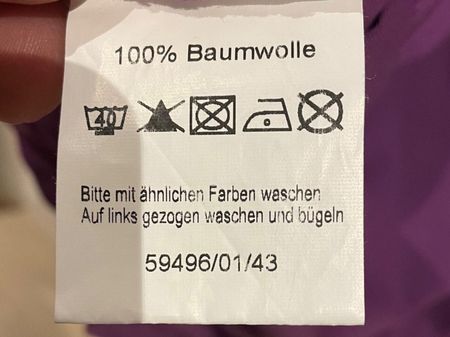 100% Baumwolle
40
Bitte mit ähnlichen Farben waschen
Auf links gezogen waschen und bügeln
59496/01/43